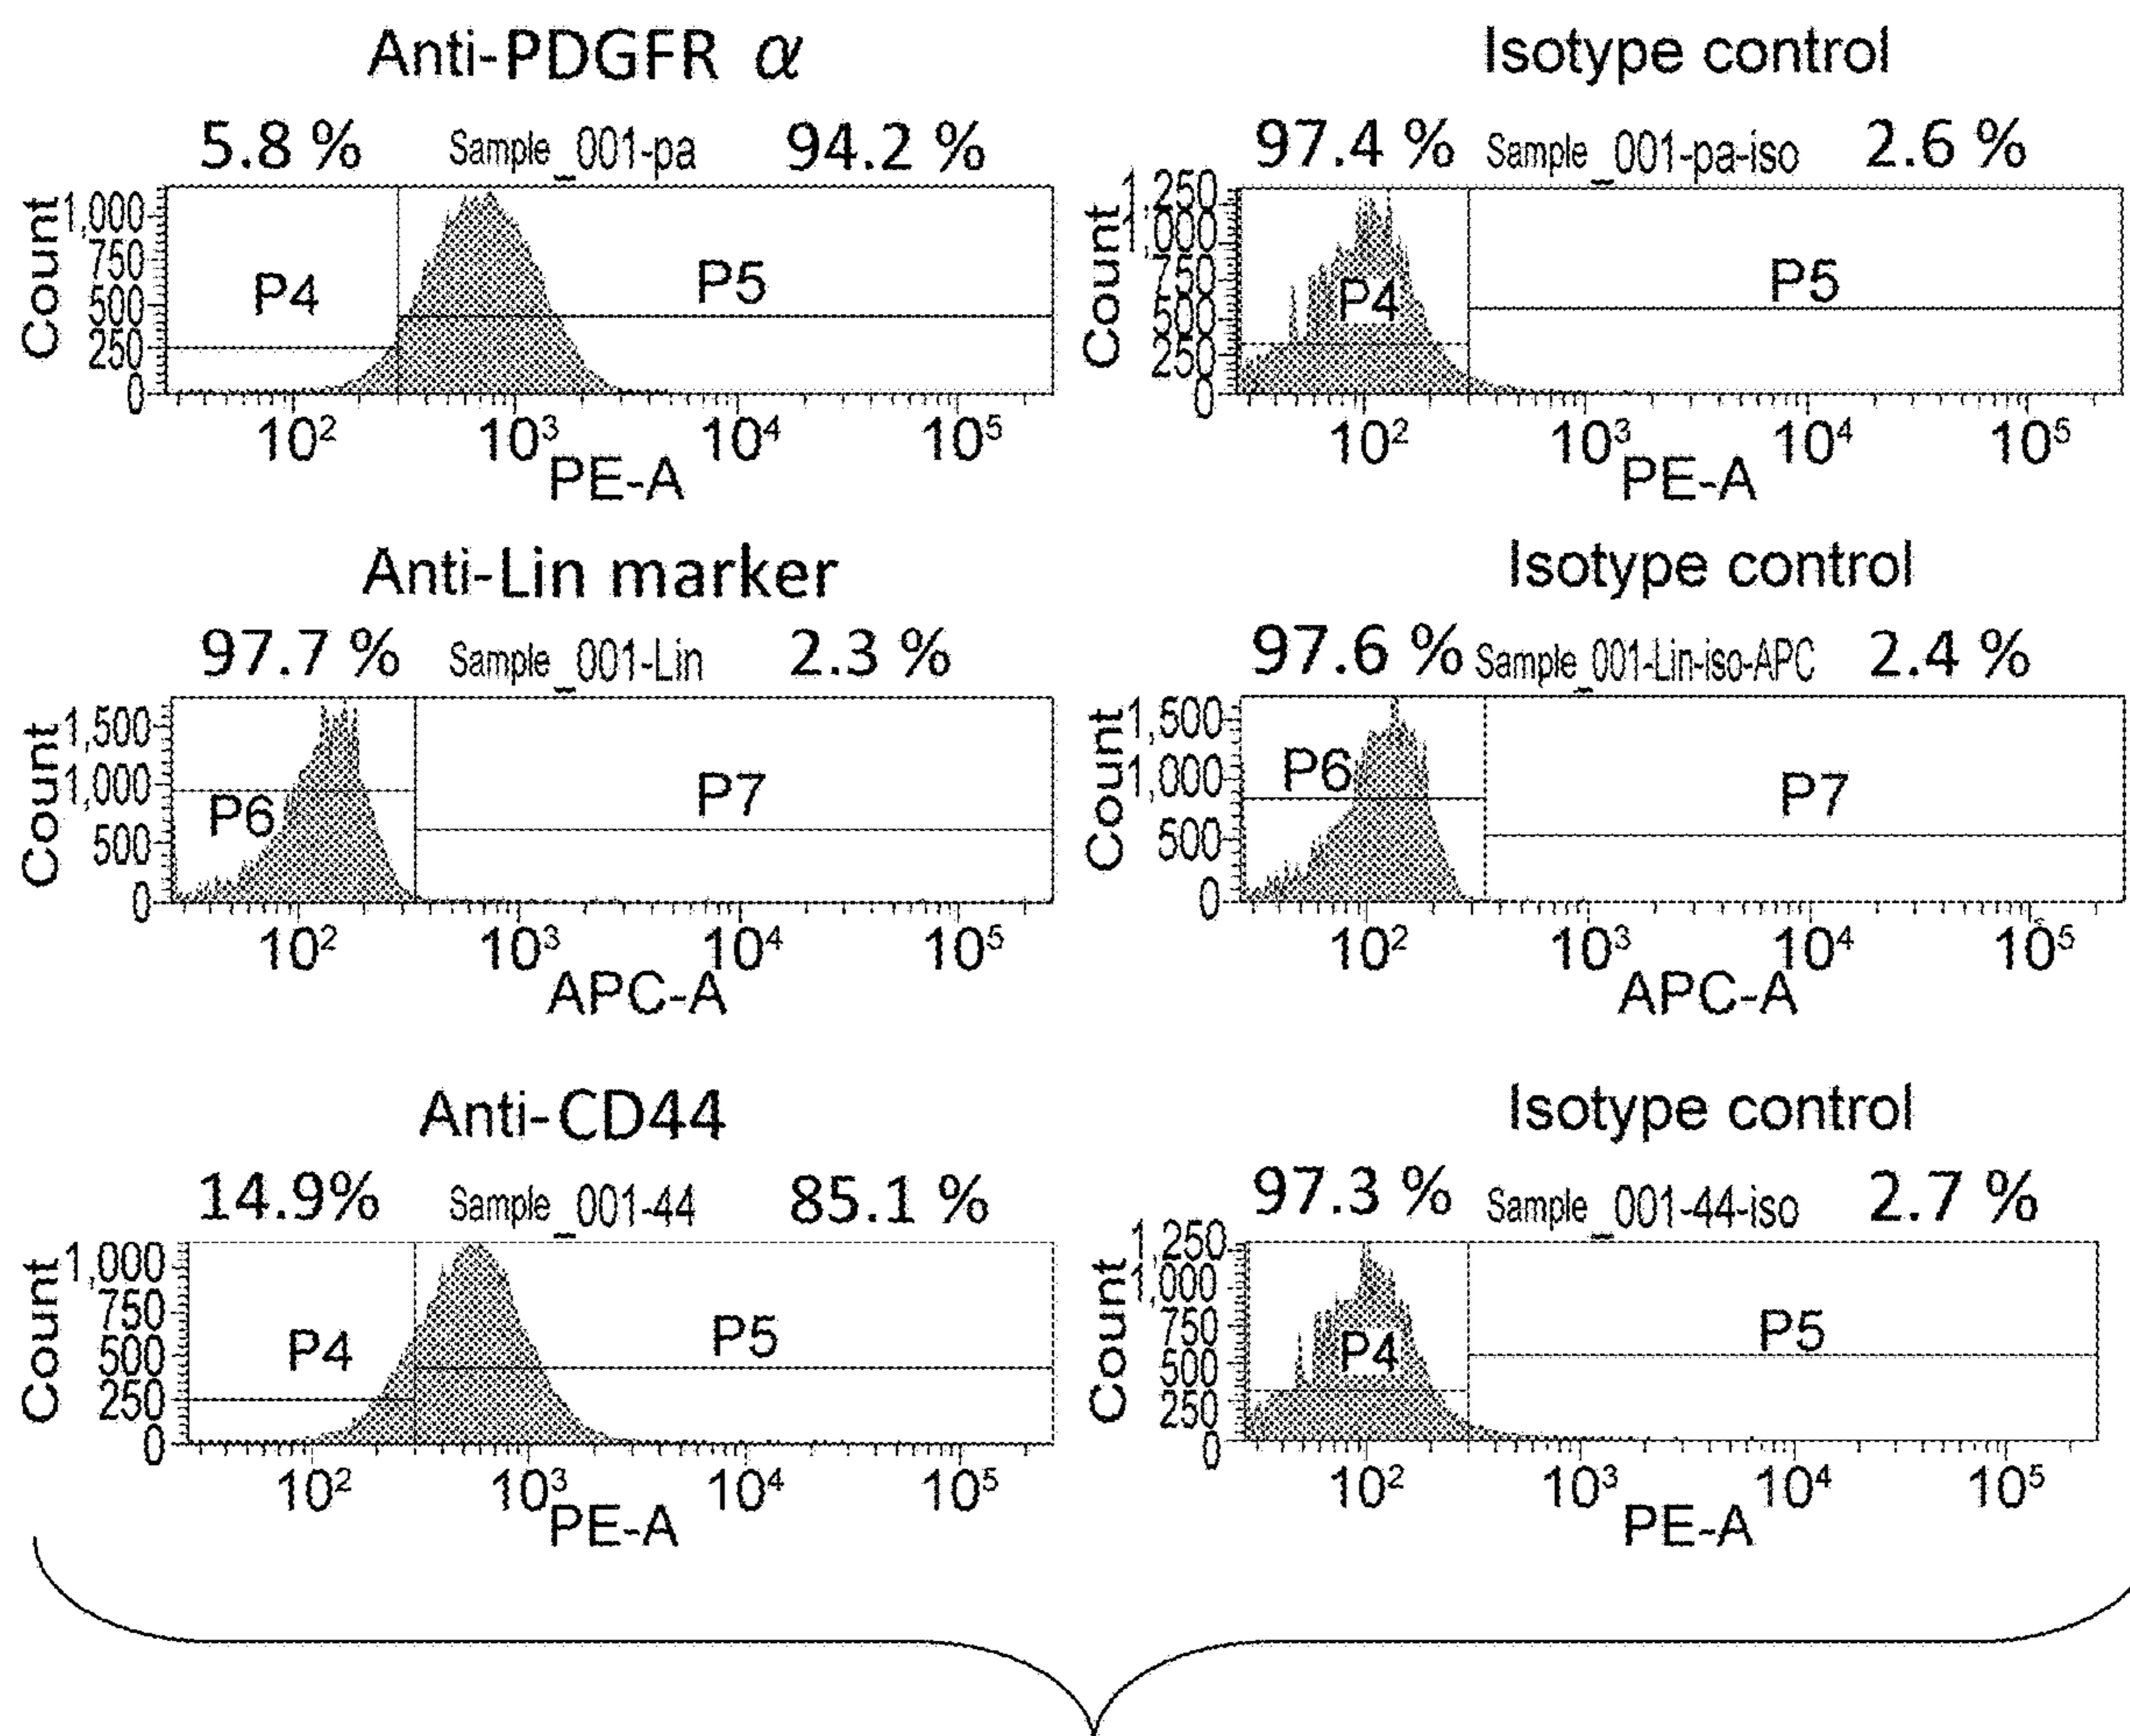 Anti-PDGFR α
5.8 % Sample_001-pa 94.2 %
Count
1,000
750
500
250
0
P4
P5
10² 10³ 10⁴ 10⁵
PE-A
Isotype control
97.4 % Sample_001-pa-iso 2.6 %
Count
1,250
1,000
750
500
250
0
P4
P5
10² 10³ 10⁴ 10⁵
PE-A
Anti-Lin marker
97.7 % Sample_001-Lin 2.3 %
Count
1,500
1,000
500
0
P6
P7
10² 10³ 10⁴ 10⁵
APC-A
Isotype control
97.6 % Sample_001-Lin-iso-APC 2.4 %
Count
1,500
1,000
500
0
P6
P7
10² 10³ 10⁴ 10⁵
APC-A
Anti-CD44
14.9% Sample_001-44 85.1 %
Count
1,000
750
500
250
0
P4
P5
10² 10³ 10⁴ 10⁵
PE-A
Isotype control
97.3 % Sample_001-44-iso 2.7 %
Count
1,250
1,000
750
500
250
0
P4
P5
10² 10³ 10⁴ 10⁵
PE-A